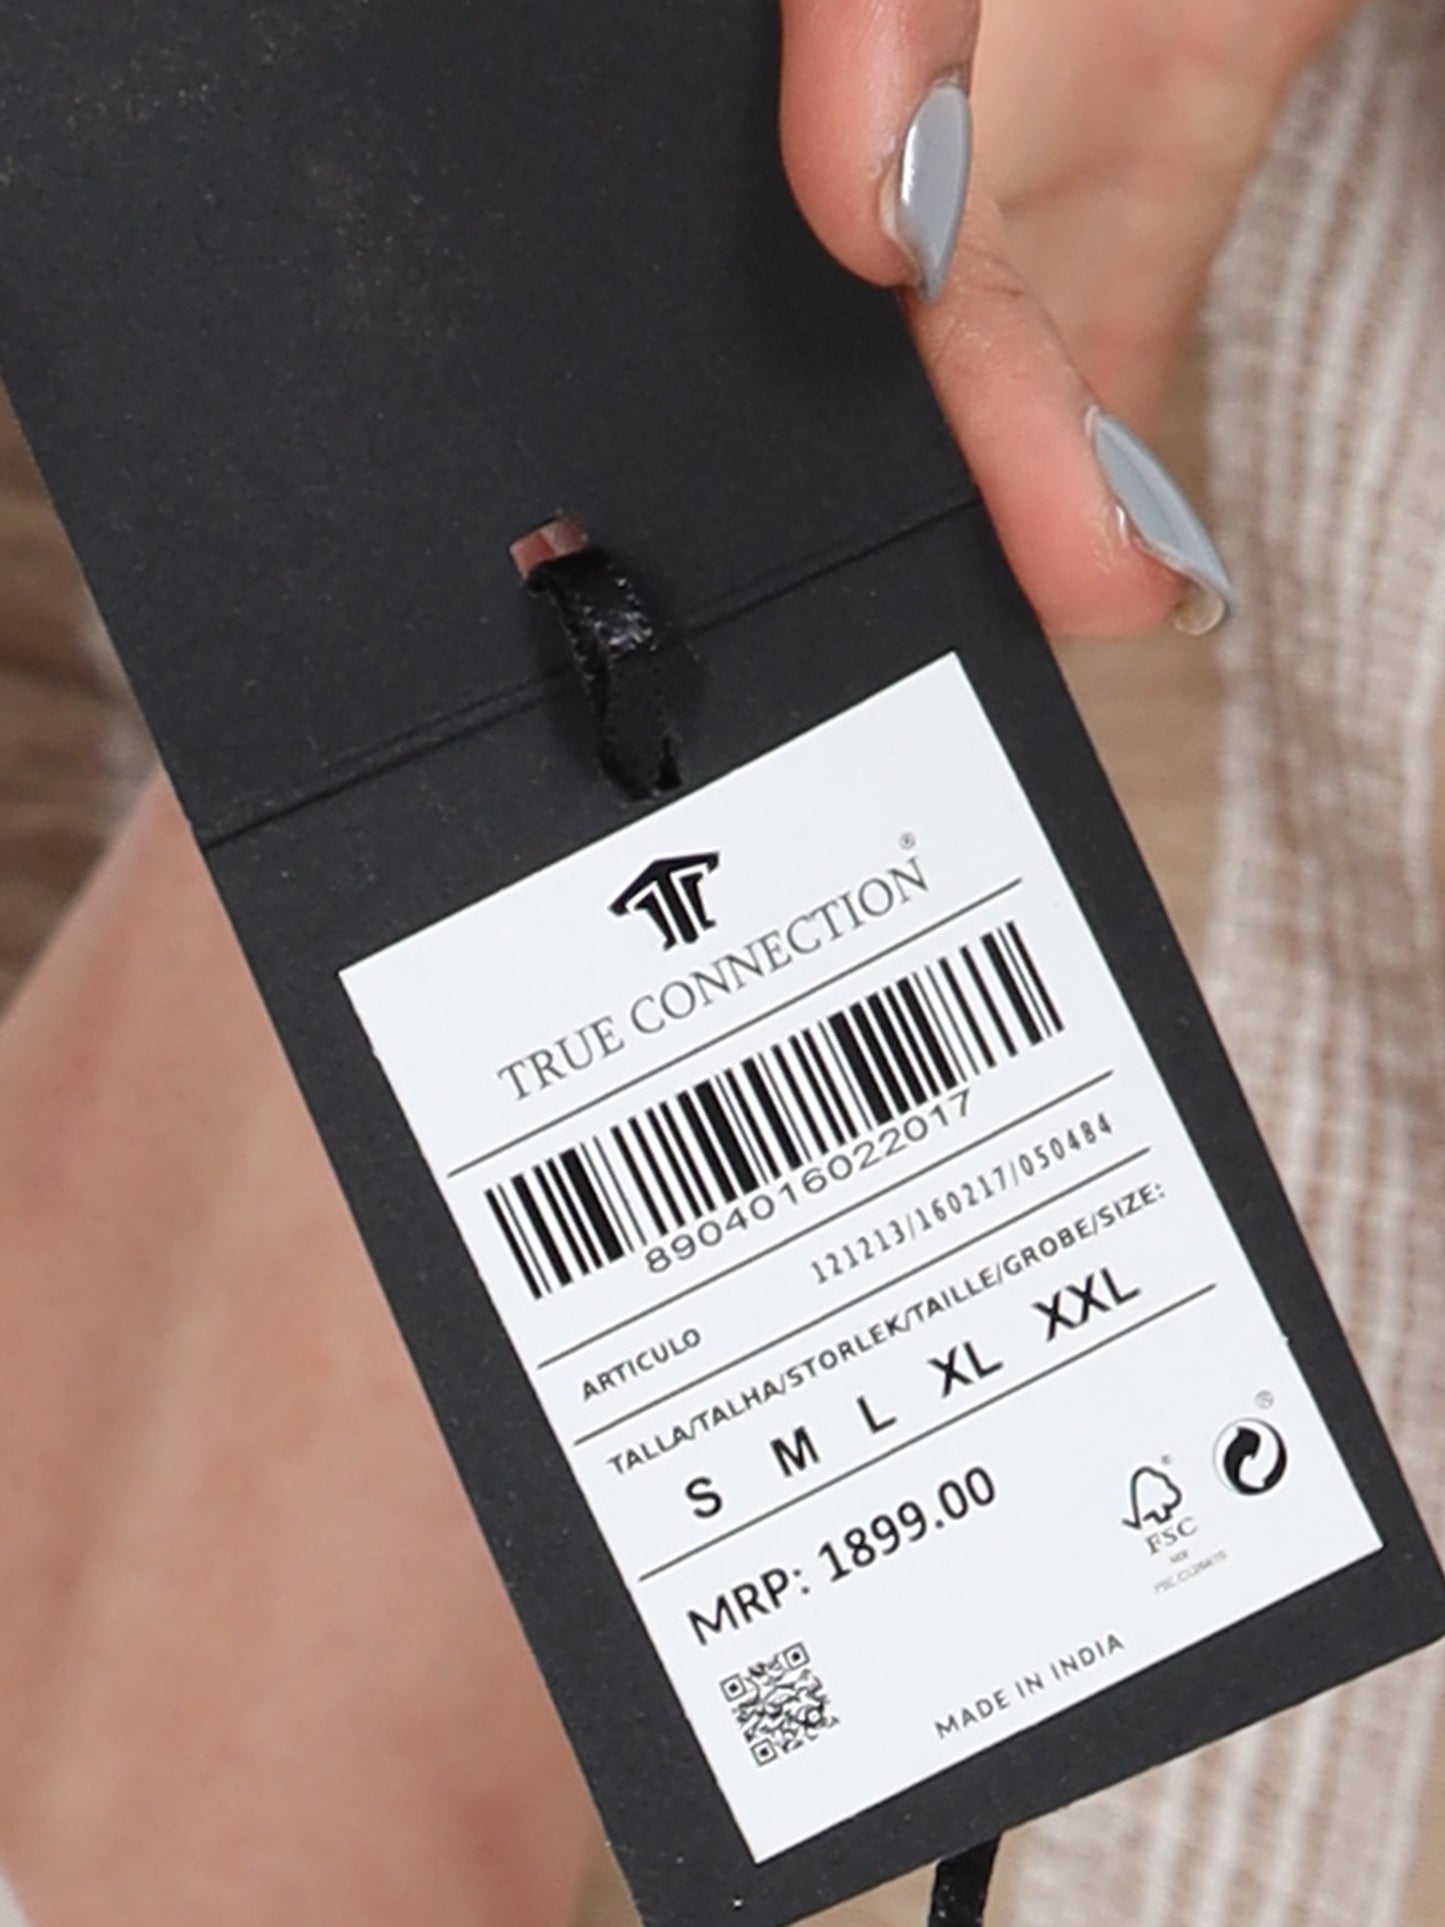 TRUE CONNECTION®
8904016022017
ARTICULO 121213/160217/050484
TALLA/TALHA/STORLEK/TAILLE/GROBE/SIZE:
S M L XL XXL
MRP: 1899.00
®
FSC
MADE IN INDIA